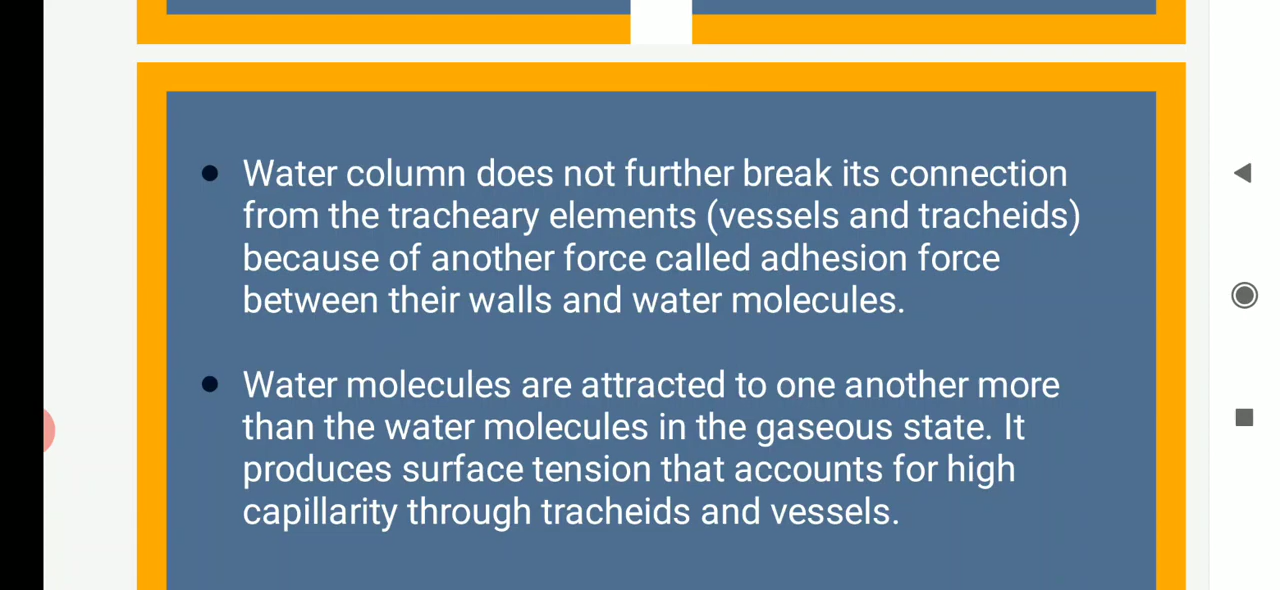 ● Water column does not further break its connection
from the tracheary elements (vessels and tracheids)
because of another force called adhesion force
between their walls and water molecules.
● Water molecules are attracted to one another more
than the water molecules in the gaseous state. It
produces surface tension that accounts for high
capillarity through tracheids and vessels.